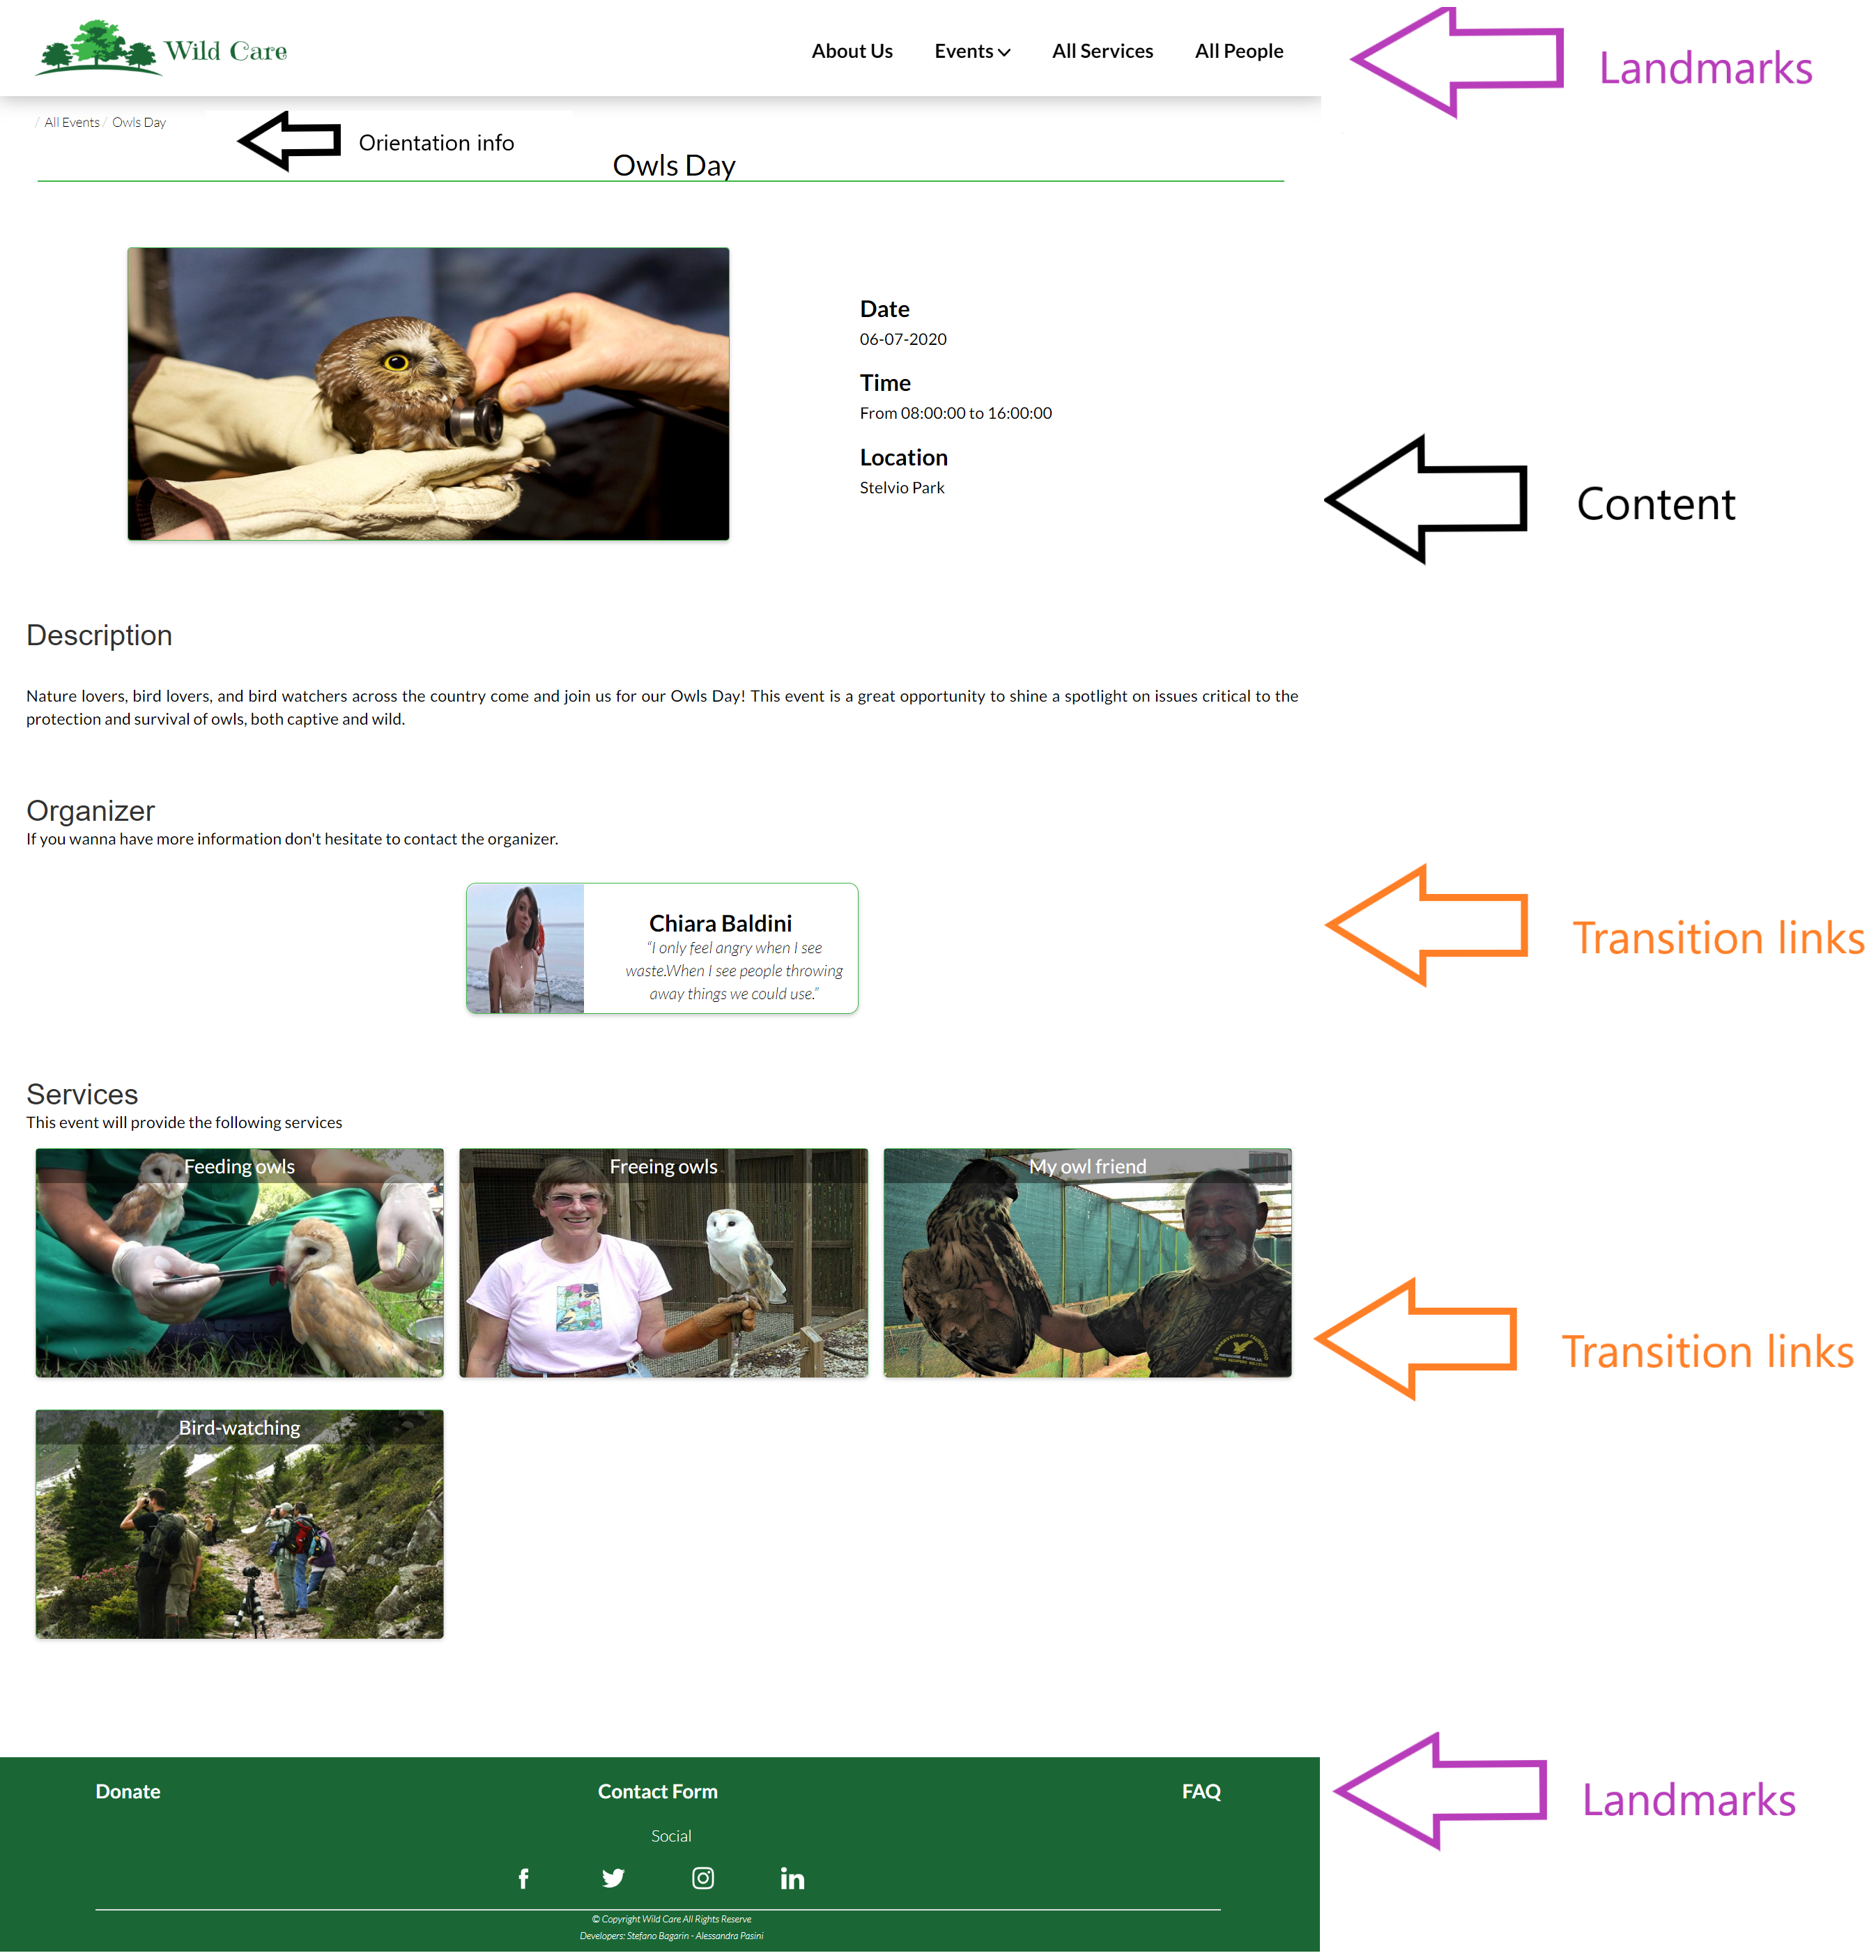 Wild Care
About Us Events All Services All People
Landmarks
/ All Events / Owls Day
Orientation info
Owls Day
Date
06-07-2020
Time
From 08:00:00 to 16:00:00
Location
Stelvio Park
Content
Description
Nature lovers, bird lovers, and bird watchers across the country come and join us for our Owls Day! This event is a great opportunity to shine a spotlight on issues critical to the
protection and survival of owls, both captive and wild.
Organizer
If you wanna have more information don't hesitate to contact the organizer.
Chiara Baldini
“I only feel angry when I see
waste.When I see people throwing
away things we could use.”
Transition links
Services
This event will provide the following services
Feeding owls
Freeing owls
My owl friend
Transition links
Bird-watching
Landmarks
Donate Contact Form FAQ
Social
© Copyright Wild Care All Rights Reserve
Developers: Stefano Bagarin - Alessandra Pasini